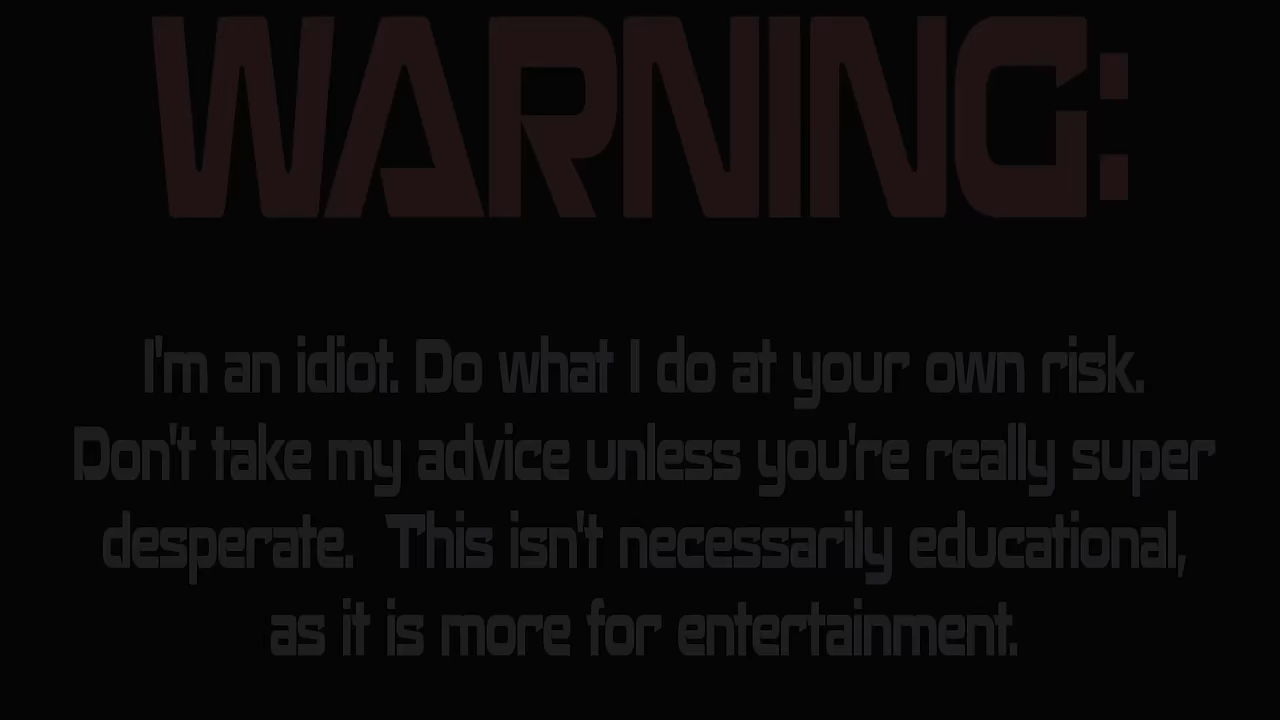 WARNING:
I'm an idiot. Do what I do at your own risk.
Don't take my advice unless you're really super
desperate.  This isn't necessarily educational,
as it is more for entertainment.